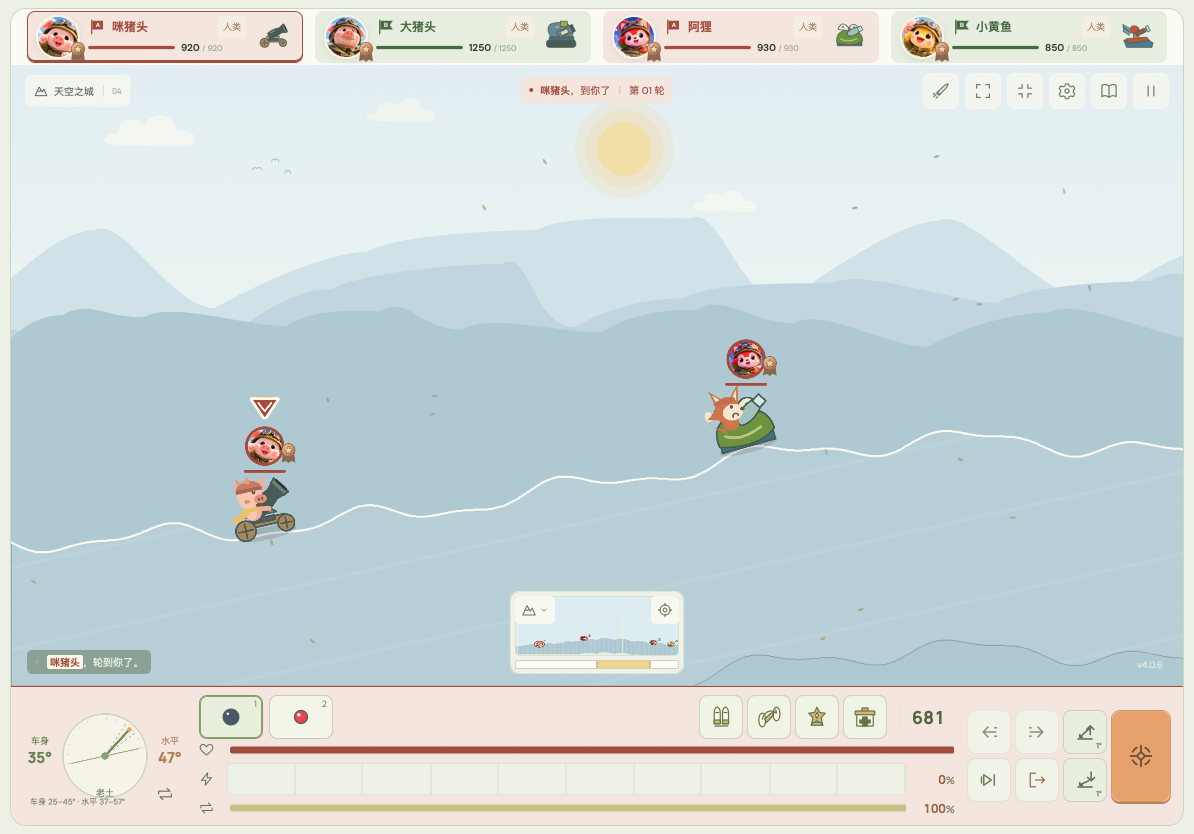 A 咪猪头 人类
920 / 920
B 大猪头 人类
1250 / 1250
A 阿狸 人类
930 / 930
B 小黄鱼 人类
850 / 850
天空之城 04
咪猪头，到你了 第 01 轮
咪猪头，轮到你了。
v4.0.6
1
2
681
车身
35°
水平
47°
老土
车身 25–45° · 水平 37–57°
0%
100%
1°
1°